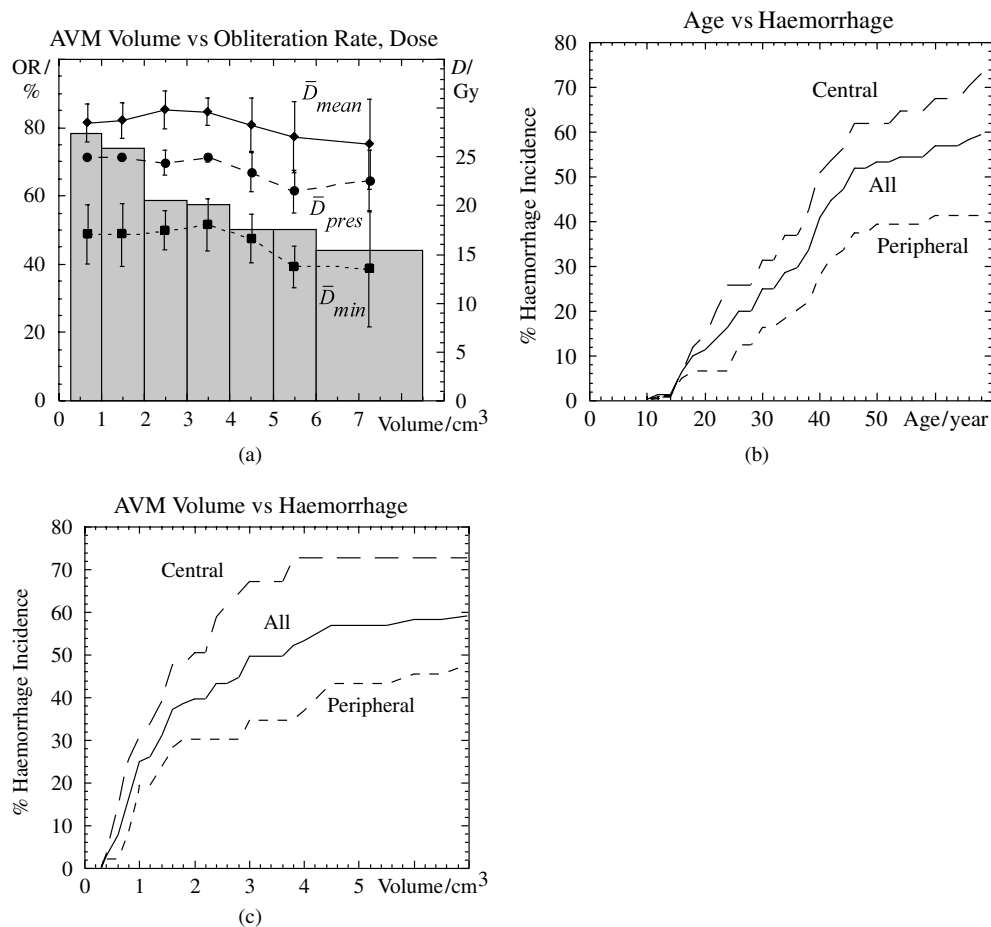 AVM Volume vs Obliteration Rate, Dose
OR/
%
D/
Gy
80
60
40
20
0
30
25
20
15
10
5
0
D̄mean
D̄pres
D̄min
0 1 2 3 4 5 6 7 Volume/cm³
(a)
Age vs Haemorrhage
% Haemorrhage Incidence
80
70
60
50
40
30
20
10
0
Central
All
Peripheral
0 10 20 30 40 50 Age/year
(b)
AVM Volume vs Haemorrhage
% Haemorrhage Incidence
80
70
60
50
40
30
20
10
0
Central
All
Peripheral
0 1 2 3 4 5 Volume/cm³
(c)